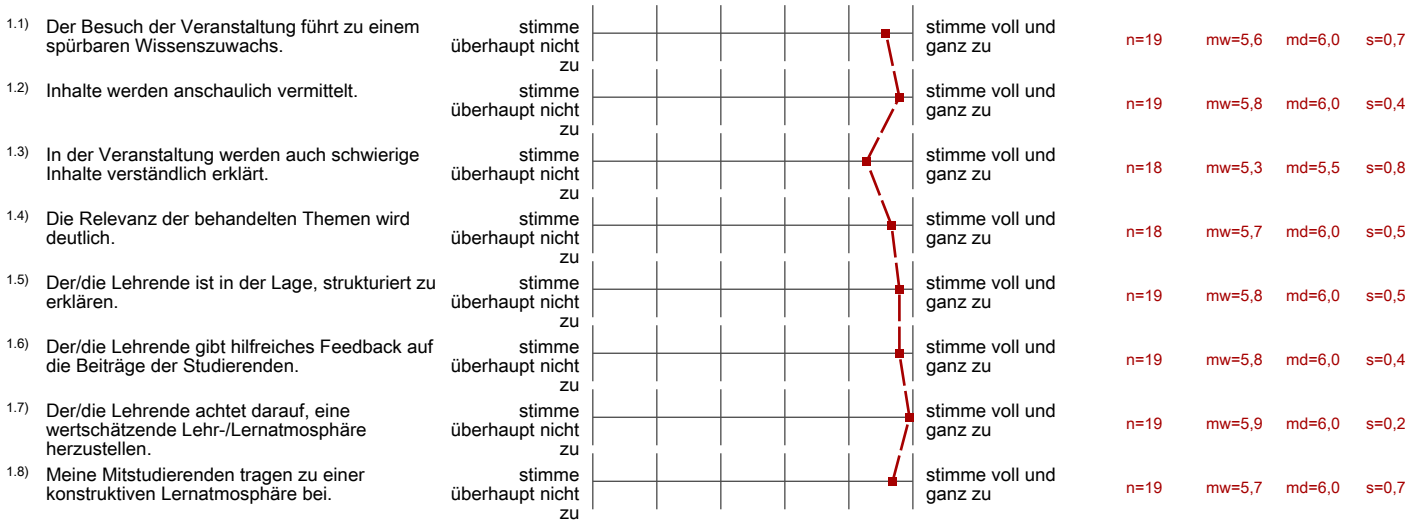 1.1) Der Besuch der Veranstaltung führt zu einem spürbaren Wissenszuwachs. stimme überhaupt nicht zu stimme voll und ganz zu n=19 mw=5,6 md=6,0 s=0,7
1.2) Inhalte werden anschaulich vermittelt. stimme überhaupt nicht zu stimme voll und ganz zu n=19 mw=5,8 md=6,0 s=0,4
1.3) In der Veranstaltung werden auch schwierige Inhalte verständlich erklärt. stimme überhaupt nicht zu stimme voll und ganz zu n=18 mw=5,3 md=5,5 s=0,8
1.4) Die Relevanz der behandelten Themen wird deutlich. stimme überhaupt nicht zu stimme voll und ganz zu n=18 mw=5,7 md=6,0 s=0,5
1.5) Der/die Lehrende ist in der Lage, strukturiert zu erklären. stimme überhaupt nicht zu stimme voll und ganz zu n=19 mw=5,8 md=6,0 s=0,5
1.6) Der/die Lehrende gibt hilfreiches Feedback auf die Beiträge der Studierenden. stimme überhaupt nicht zu stimme voll und ganz zu n=19 mw=5,8 md=6,0 s=0,4
1.7) Der/die Lehrende achtet darauf, eine wertschätzende Lehr-/Lernatmosphäre herzustellen. stimme überhaupt nicht zu stimme voll und ganz zu n=19 mw=5,9 md=6,0 s=0,2
1.8) Meine Mitstudierenden tragen zu einer konstruktiven Lernatmosphäre bei. stimme überhaupt nicht zu stimme voll und ganz zu n=19 mw=5,7 md=6,0 s=0,7